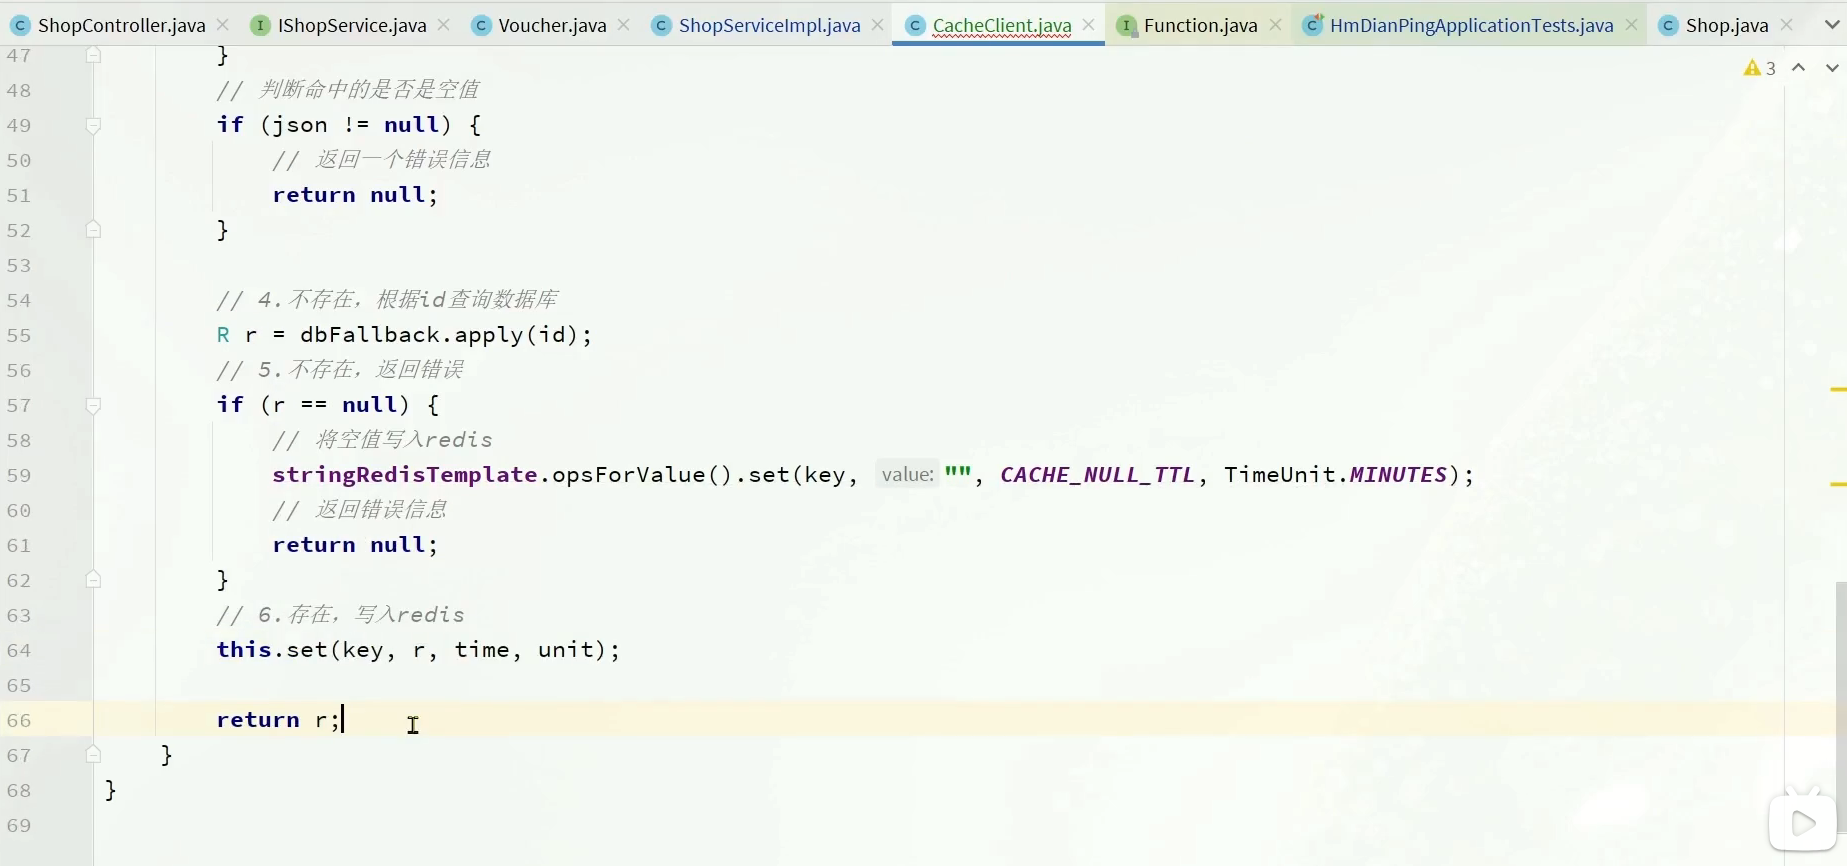 ShopController.java IShopService.java Voucher.java ShopServiceImpl.java CacheClient.java Function.java HmDianPingApplicationTests.java Shop.java
3
47 }
48 // 判断命中的是否是空值
49 if (json != null) {
50 // 返回一个错误信息
51 return null;
52 }
53
54 // 4.不存在，根据id查询数据库
55 R r = dbFallback.apply(id);
56 // 5.不存在，返回错误
57 if (r == null) {
58 // 将空值写入redis
59 stringRedisTemplate.opsForValue().set(key, value: "", CACHE_NULL_TTL, TimeUnit.MINUTES);
60 // 返回错误信息
61 return null;
62 }
63 // 6.存在，写入redis
64 this.set(key, r, time, unit);
65
66 return r;
67 }
68 }
69